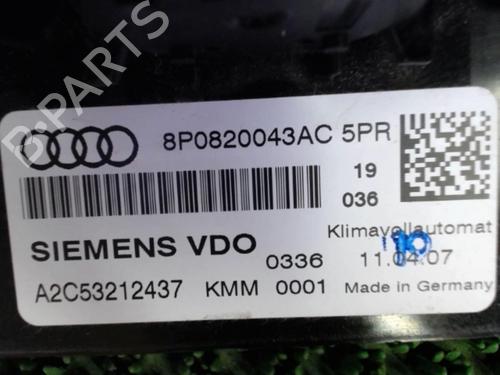 B-PARTS
8P0820043AC 5PR
19
036
SIEMENS VDO
Klimavollautomat
0336 11.04.07
A2C53212437 KMM 0001 Made in Germany